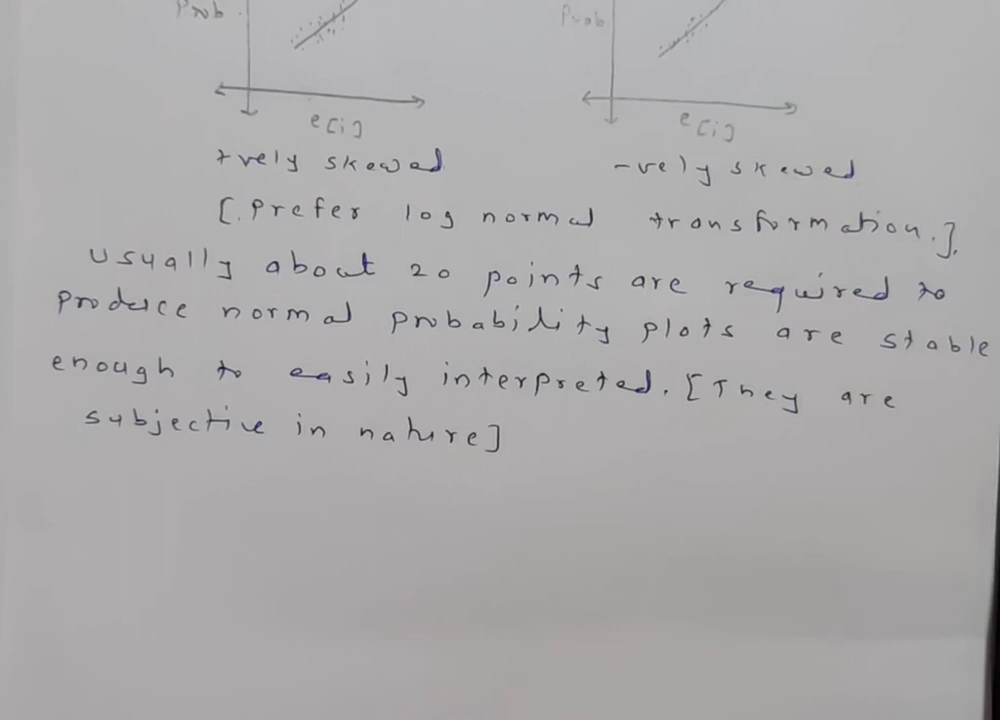 Prob Prob
e[i] e[i]
+vely skewed -vely skewed
[Prefer log normal transformation.].
usually about 20 points are required to
produce normal probability plots are stable
enough to easily interpreted. [They are
subjective in nature]